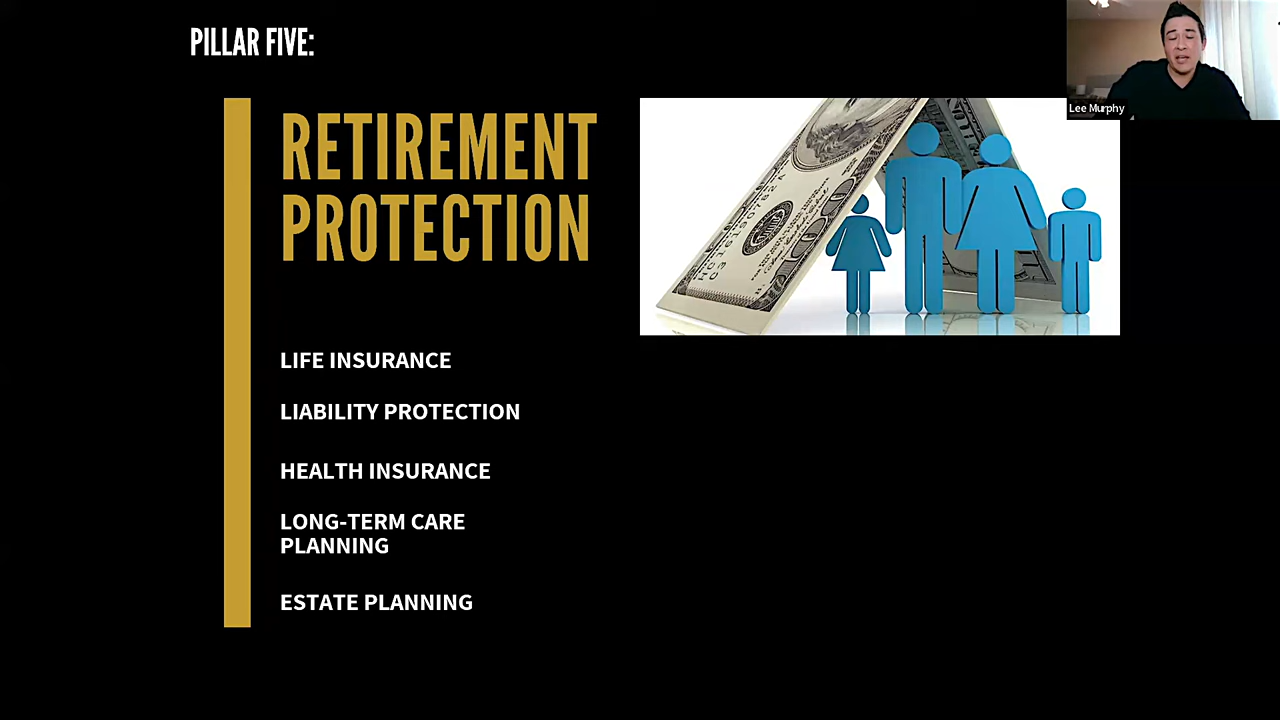 PILLAR FIVE:
Lee Murphy
RETIREMENT
PROTECTION
LIFE INSURANCE
LIABILITY PROTECTION
HEALTH INSURANCE
LONG-TERM CARE
PLANNING
ESTATE PLANNING